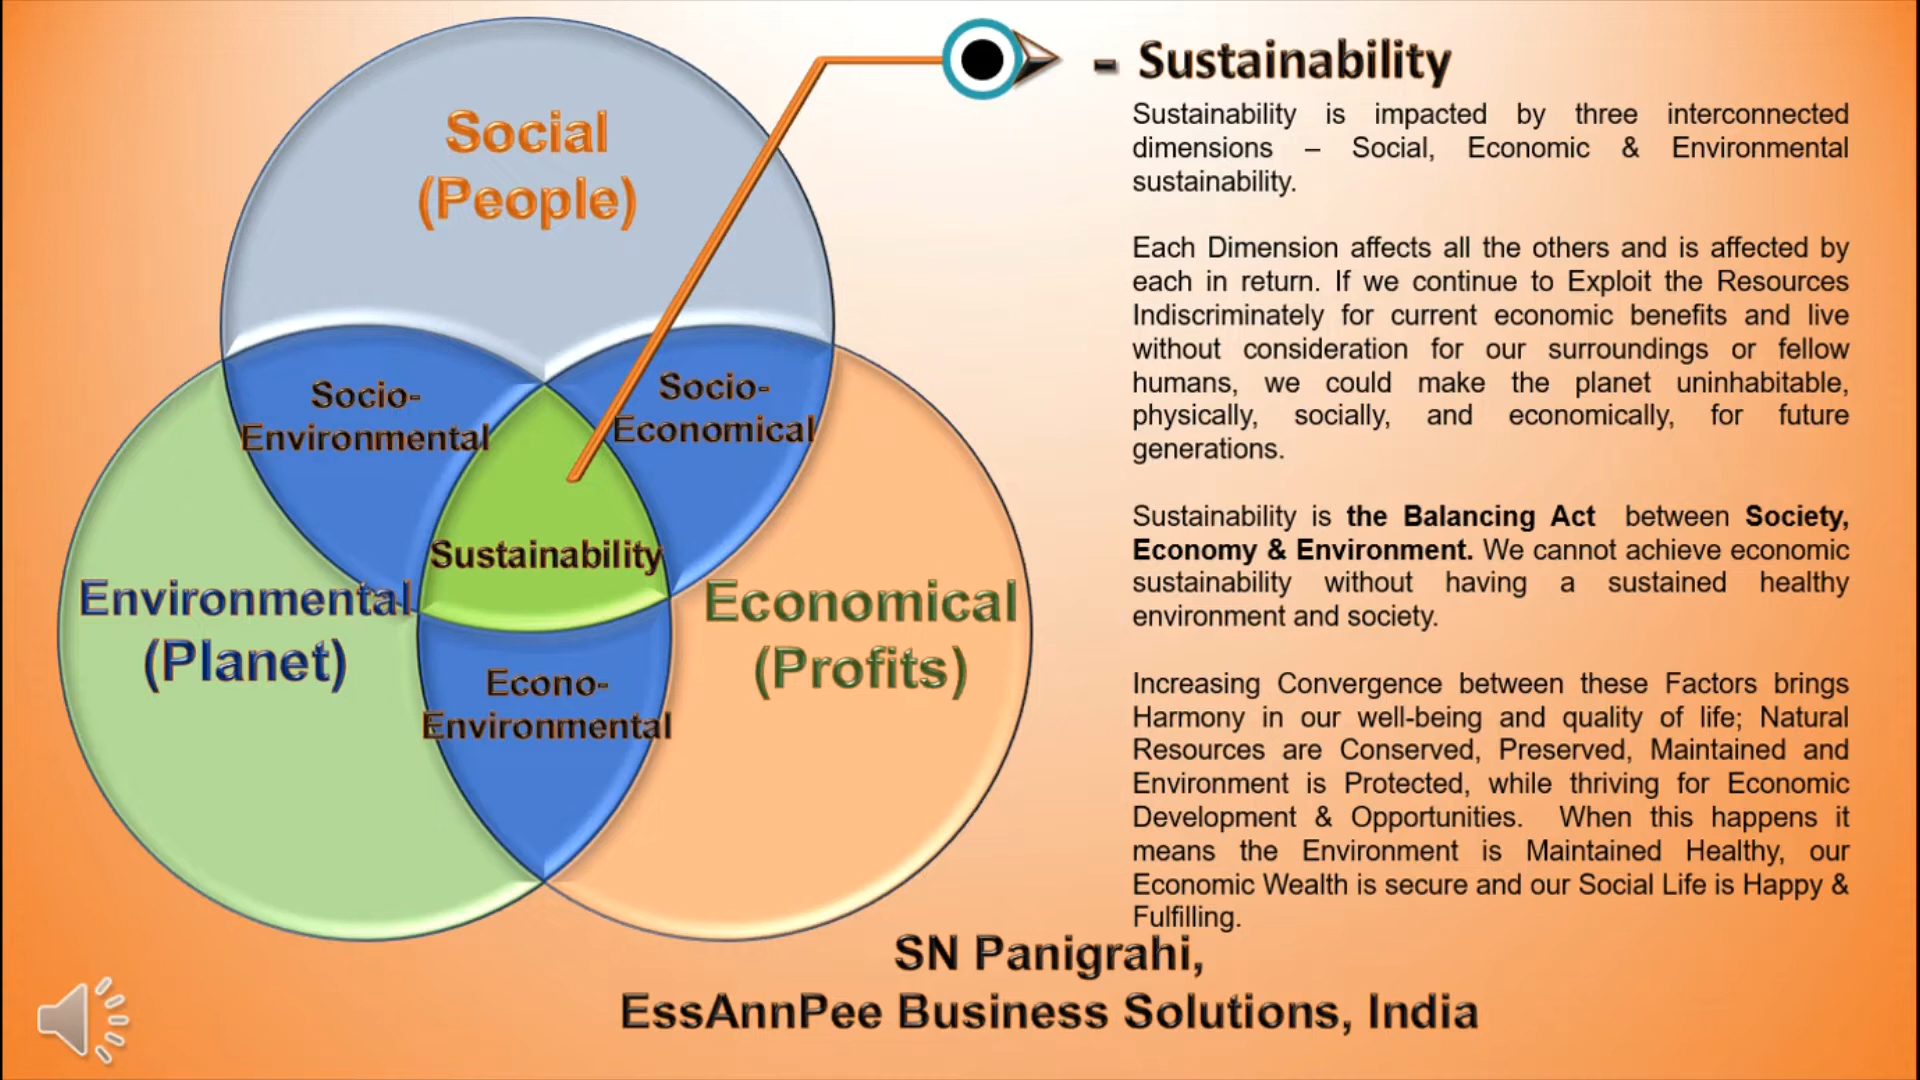 Social
(People)
Socio-
Environmental
Socio-
Economical
Sustainability
Environmental
(Planet)
Economical
(Profits)
Econo-
Environmental
- Sustainability
Sustainability is impacted by three interconnected
dimensions – Social, Economic & Environmental
sustainability.
Each Dimension affects all the others and is affected by
each in return. If we continue to Exploit the Resources
Indiscriminately for current economic benefits and live
without consideration for our surroundings or fellow
humans, we could make the planet uninhabitable,
physically, socially, and economically, for future
generations.
Sustainability is the Balancing Act between Society,
Economy & Environment. We cannot achieve economic
sustainability without having a sustained healthy
environment and society.
Increasing Convergence between these Factors brings
Harmony in our well-being and quality of life; Natural
Resources are Conserved, Preserved, Maintained and
Environment is Protected, while thriving for Economic
Development & Opportunities. When this happens it
means the Environment is Maintained Healthy, our
Economic Wealth is secure and our Social Life is Happy &
Fulfilling.
SN Panigrahi,
EssAnnPee Business Solutions, India